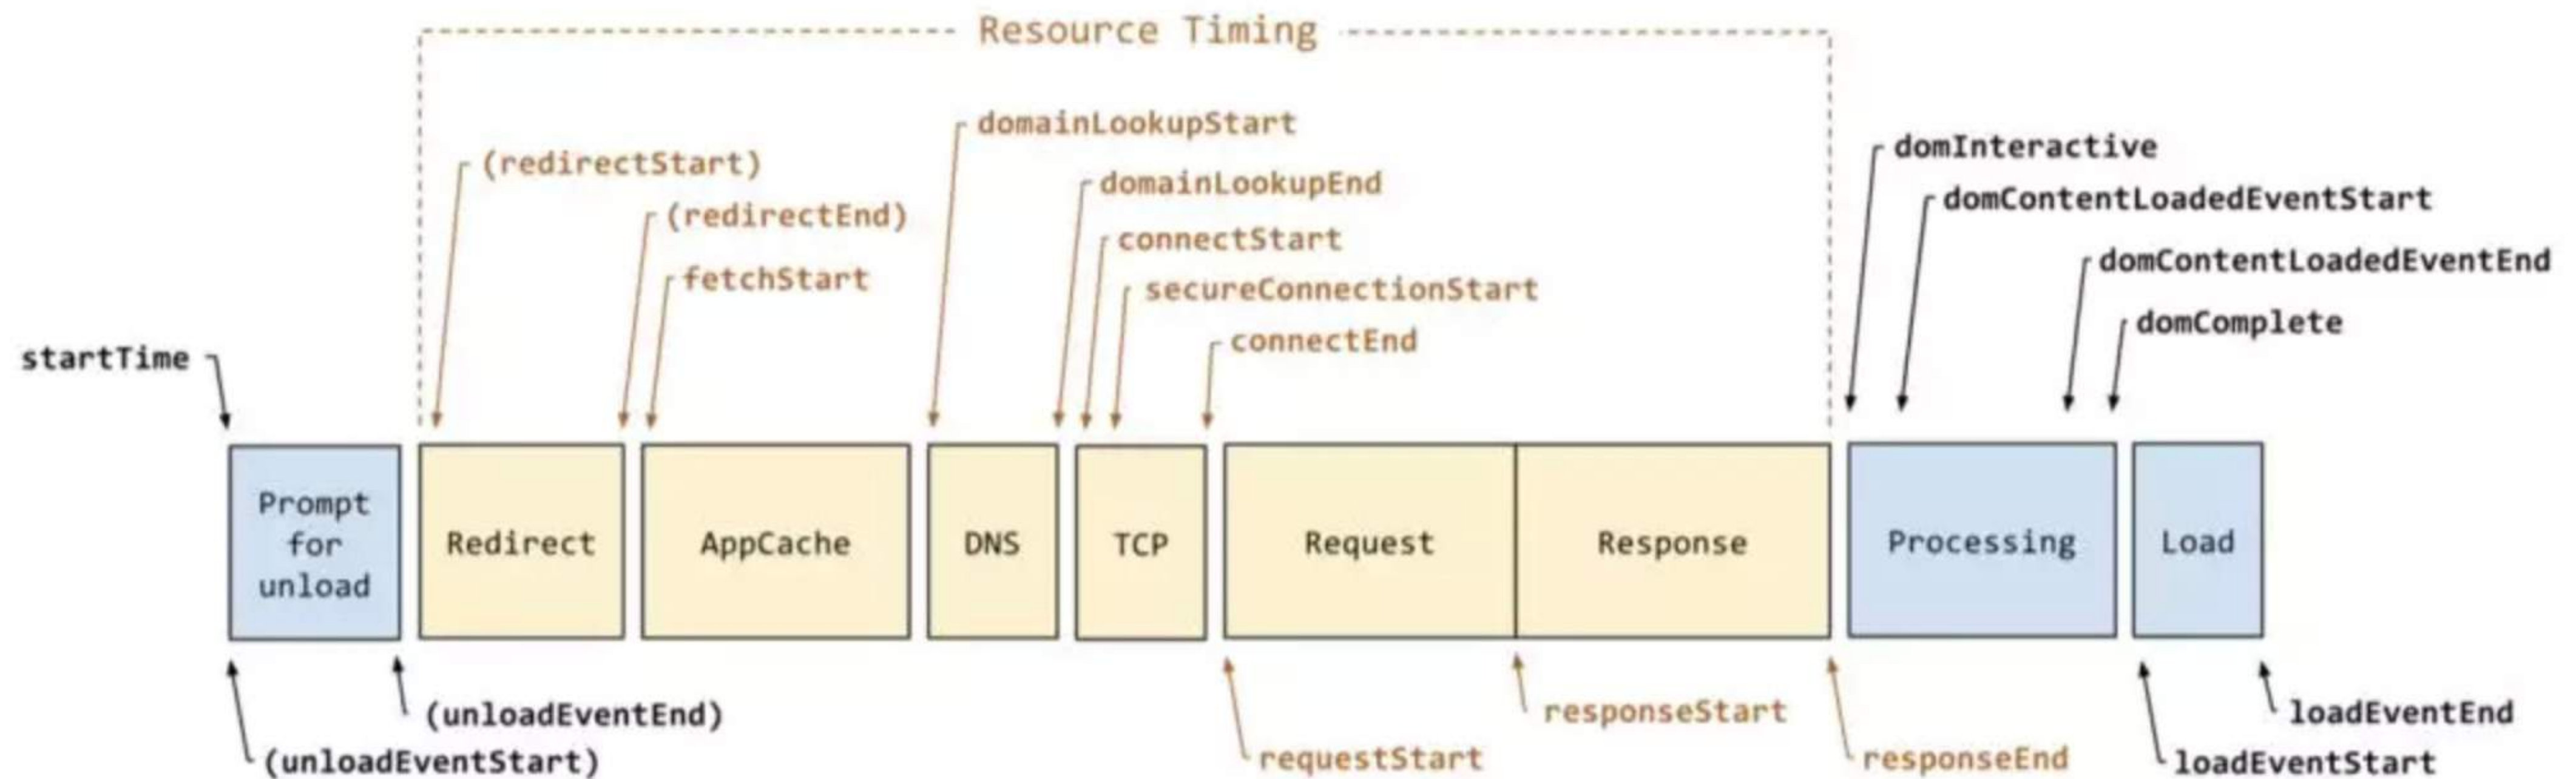 Resource Timing
domainLookupStart
(redirectStart)
domainLookupEnd
(redirectEnd)
connectStart
fetchStart
secureConnectionStart
connectEnd
domInteractive
domContentLoadedEventStart
domContentLoadedEventEnd
domComplete
startTime
Prompt
for
unload
Redirect
AppCache
DNS
TCP
Request
Response
Processing
Load
(unloadEventEnd)
(unloadEventStart)
responseStart
requestStart
responseEnd
loadEventEnd
loadEventStart